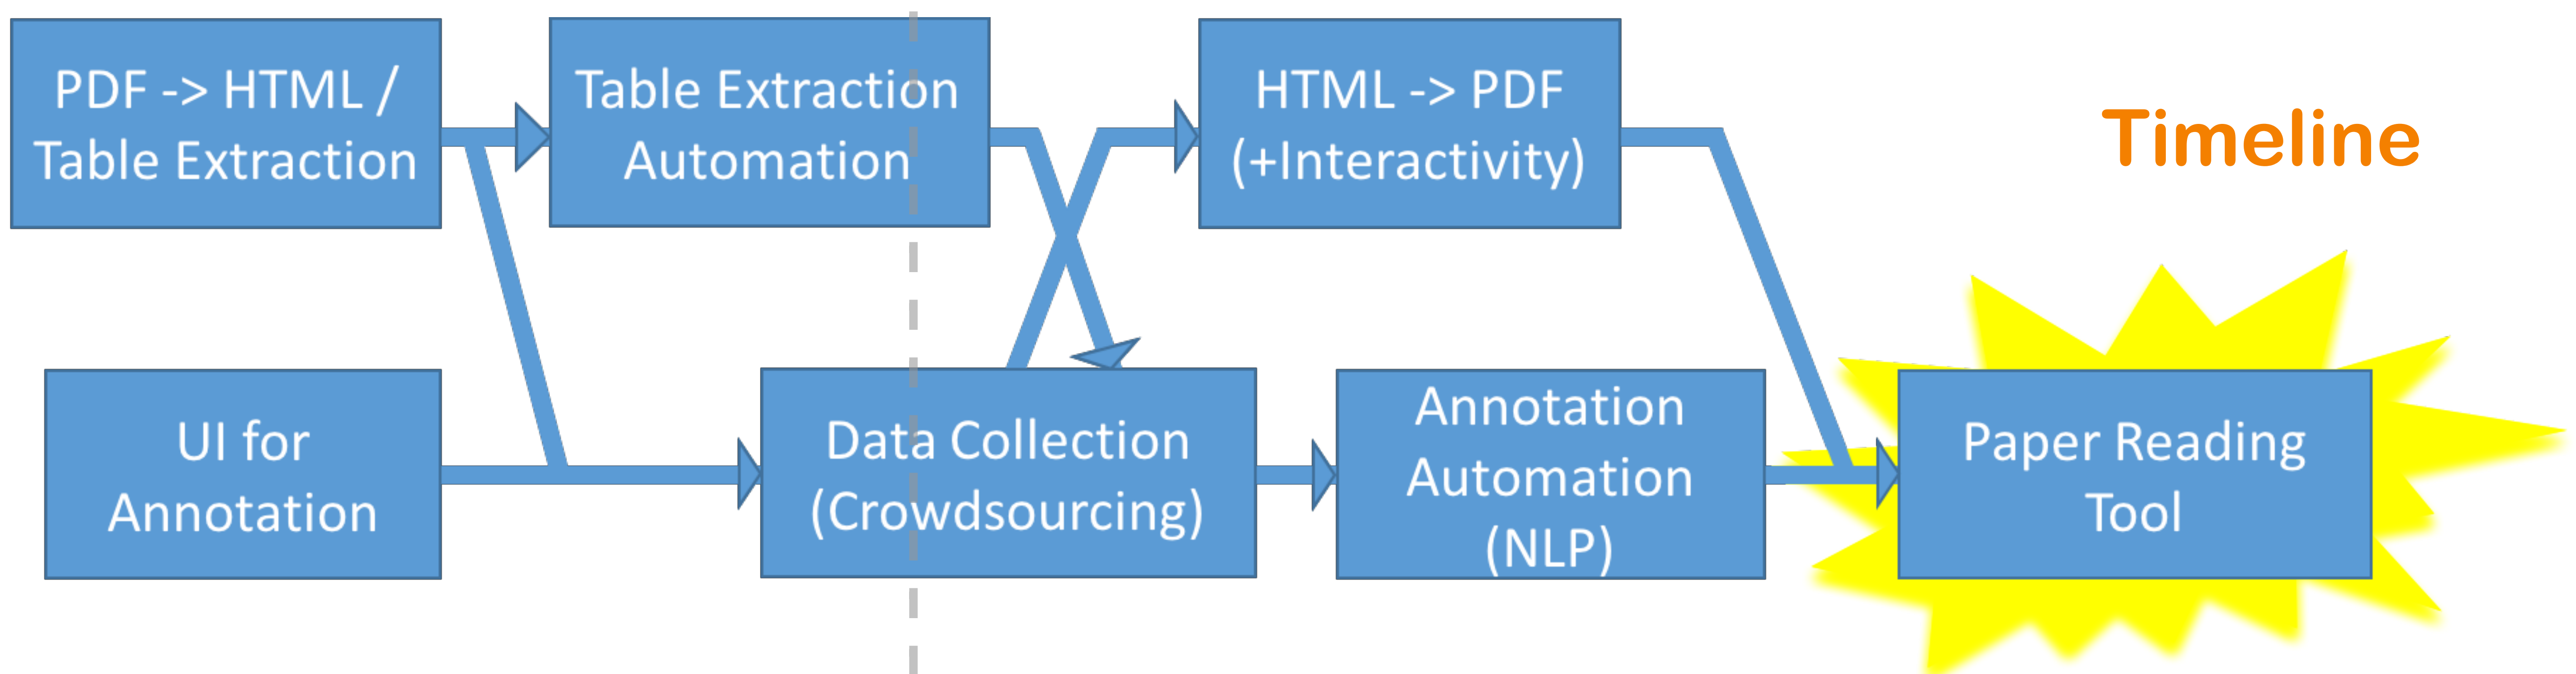 PDF -> HTML /
Table Extraction
Table Extraction
Automation
HTML -> PDF
(+Interactivity)
Timeline
UI for
Annotation
Data Collection
(Crowdsourcing)
Annotation
Automation
(NLP)
Paper Reading
Tool